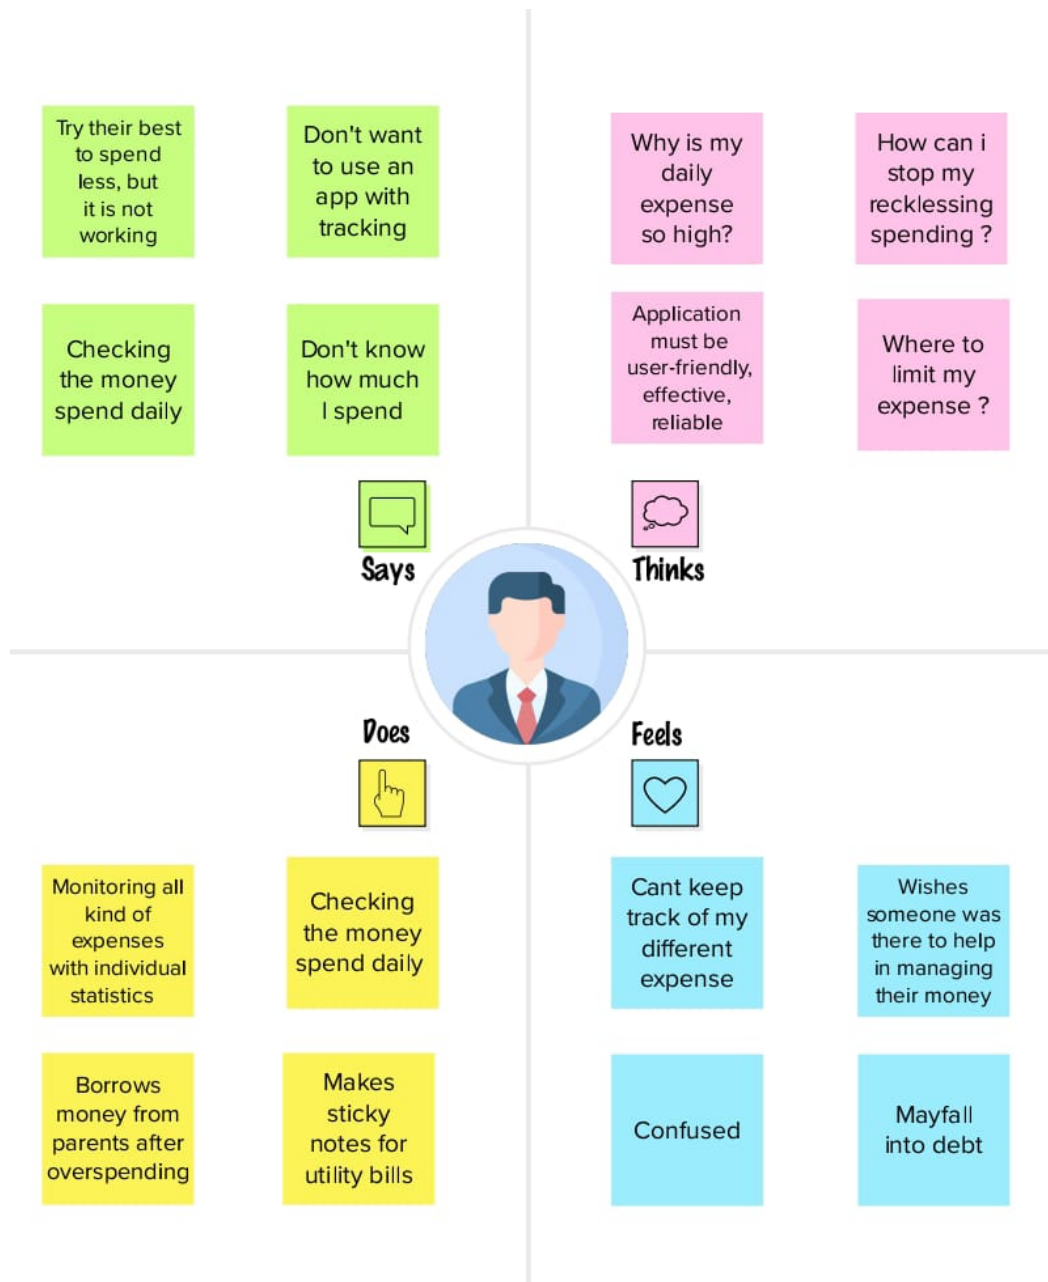 Try their best
to spend
less, but
it is not
working
Don't want
to use an
app with
tracking
Checking
the money
spend daily
Don't know
how much
I spend
Says
Why is my
daily
expense
so high?
How can i
stop my
recklessing
spending ?
Application
must be
user-friendly,
effective,
reliable
Where to
limit my
expense ?
Thinks
Does
Monitoring all
kind of
expenses
with individual
statistics
Checking
the money
spend daily
Borrows
money from
parents after
overspending
Makes
sticky
notes for
utility bills
Feels
Cant keep
track of my
different
expense
Wishes
someone was
there to help
in managing
their money
Confused
Mayfall
into debt